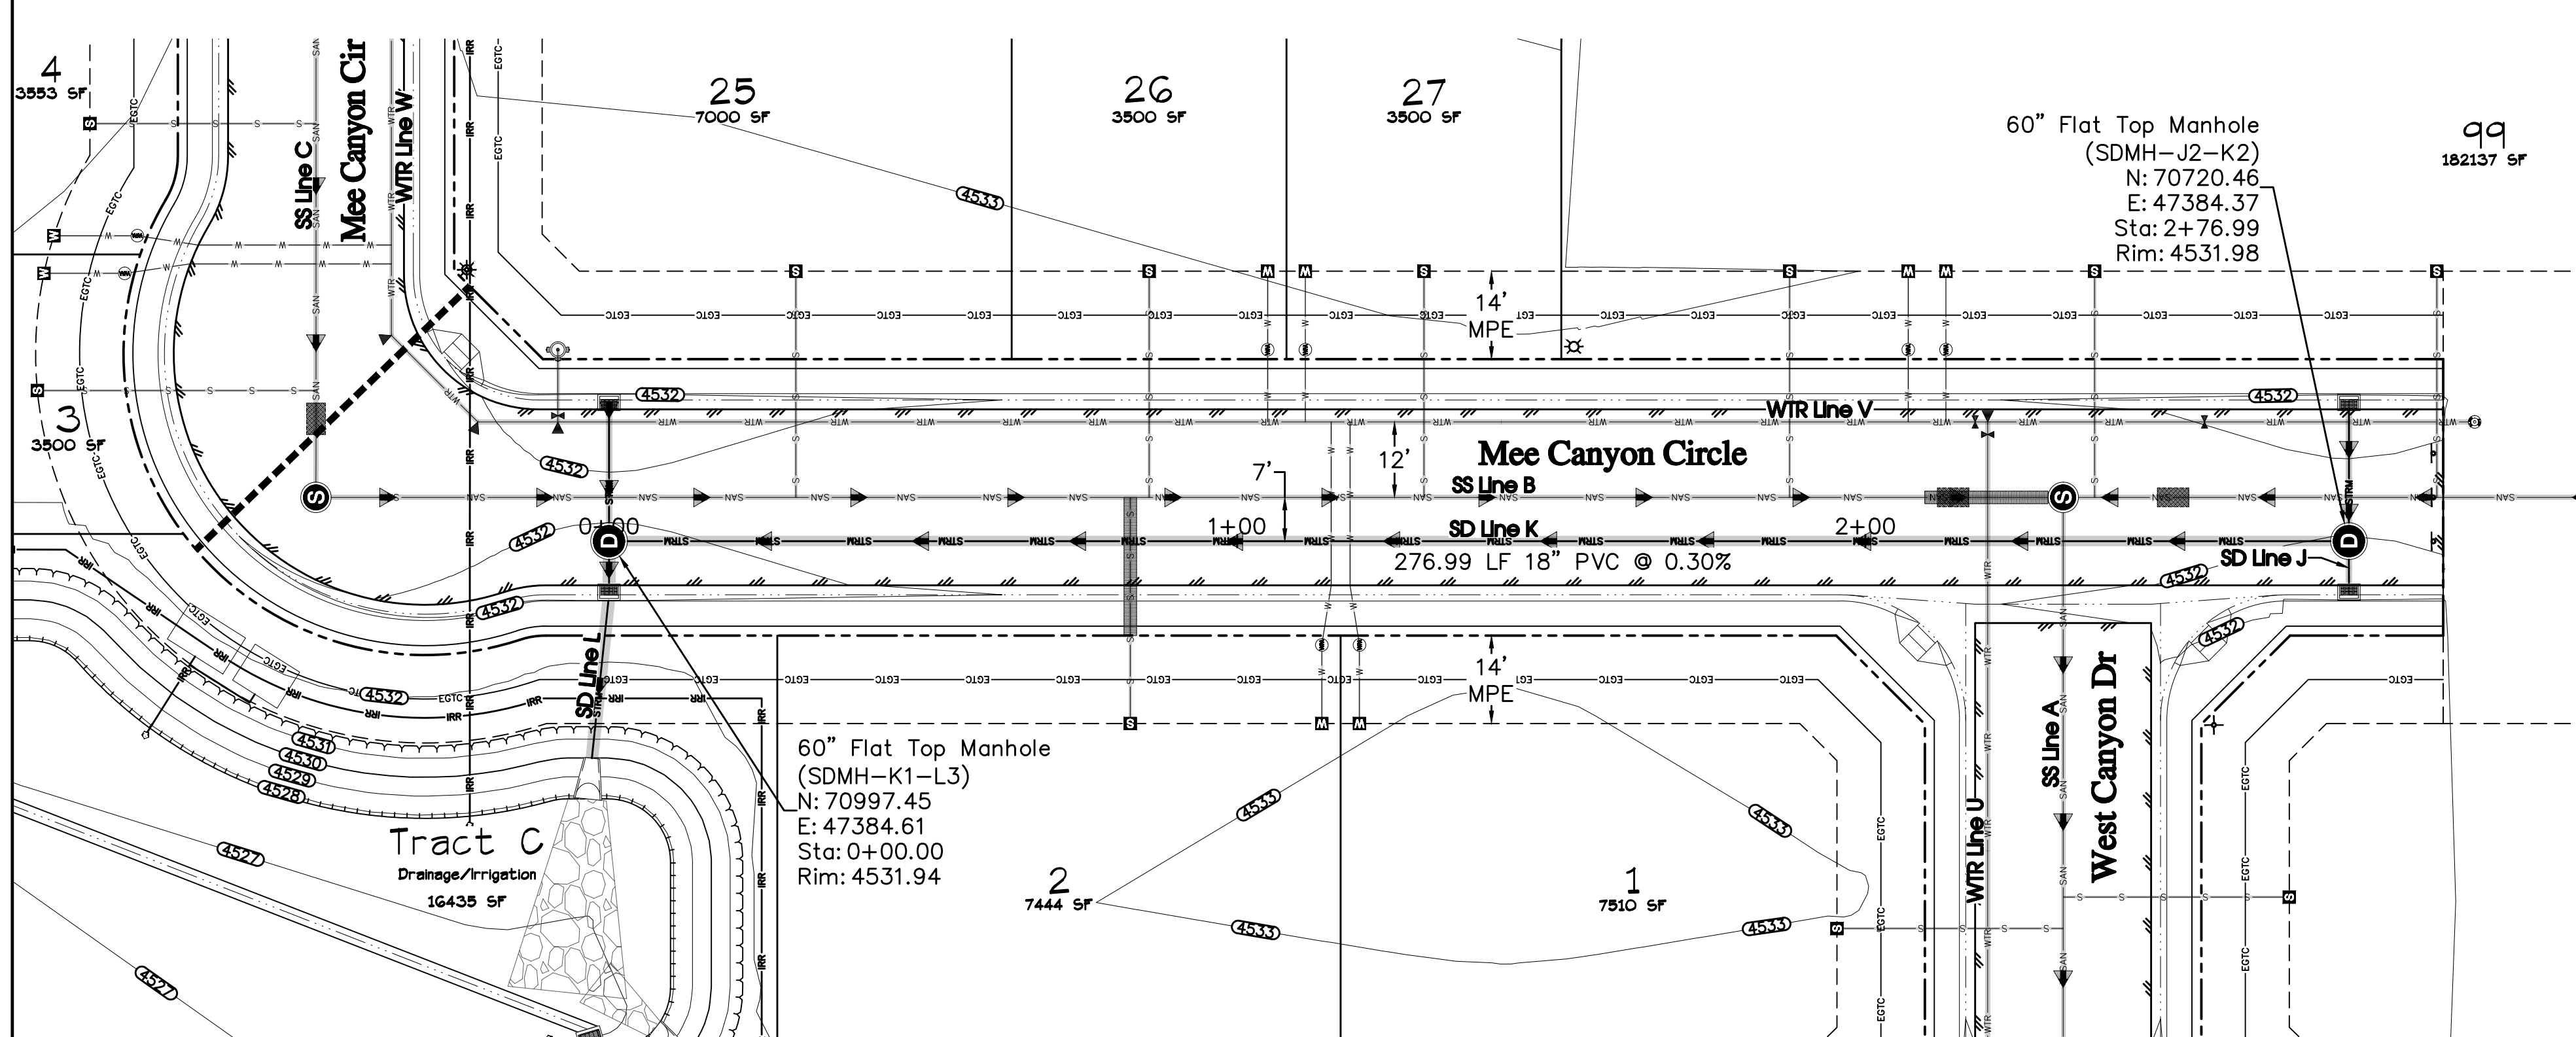 4
3553 SF
SS Line C
Mee Canyon Cir
WTR Line W
25
7000 SF
26
3500 SF
27
3500 SF
4533
60” Flat Top Manhole
(SDMH-J2-K2)
N: 70720.46
E: 47384.37
Sta: 2+76.99
Rim: 4531.98
99
182137 SF
14'
MPE
3
3500 SF
4532
4532
4532
WTR Line V
4532
Mee Canyon Circle
7'
12'
SS Line B
0+00
1+00
SD Line K
2+00
276.99 LF 18” PVC @ 0.30%
SD Line J
4532
4532
4532
4532
SD Line L
14'
MPE
4531
4530
4529
4528
60” Flat Top Manhole
(SDMH-K1-L3)
N: 70997.45
E: 47384.61
Sta: 0+00.00
Rim: 4531.94
Tract C
Drainage/Irrigation
16435 SF
4527
4527
2
7444 SF
4533
4533
1
7510 SF
4533
4533
WTR Line U
SS Line A
West Canyon Dr